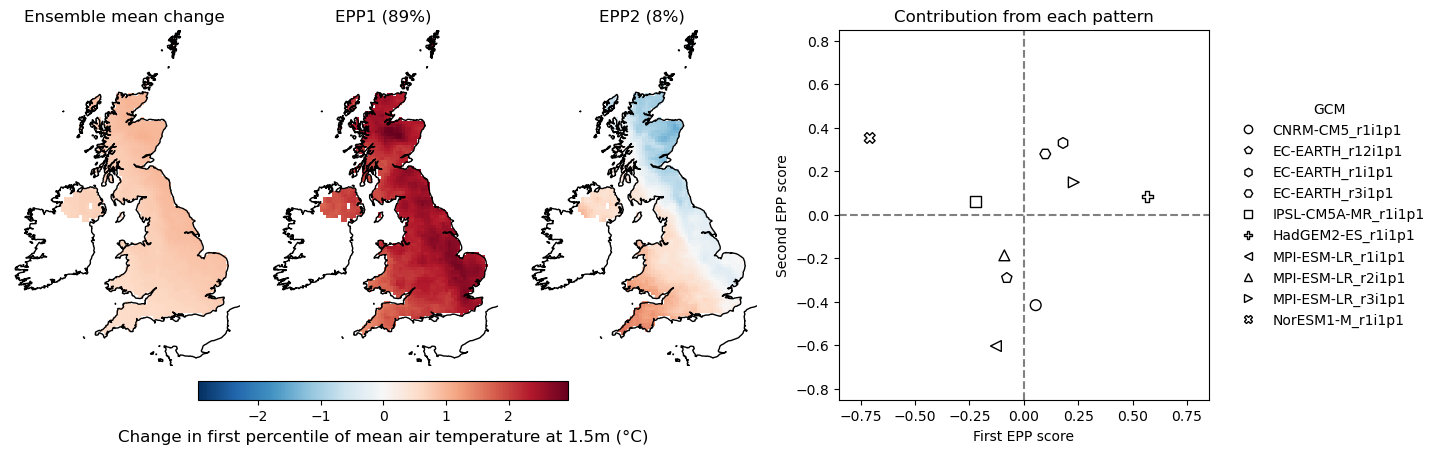 Ensemble mean change
EPP1 (89%)
EPP2 (8%)
Contribution from each pattern
0.8
0.6
0.4
0.2
0.0
−0.2
−0.4
−0.6
−0.8
Second EPP score
−0.75
−0.50
−0.25
0.00
0.25
0.50
0.75
First EPP score
GCM
CNRM-CM5_r1i1p1
EC-EARTH_r12i1p1
EC-EARTH_r1i1p1
EC-EARTH_r3i1p1
IPSL-CM5A-MR_r1i1p1
HadGEM2-ES_r1i1p1
MPI-ESM-LR_r1i1p1
MPI-ESM-LR_r2i1p1
MPI-ESM-LR_r3i1p1
NorESM1-M_r1i1p1
−2
−1
0
1
2
Change in first percentile of mean air temperature at 1.5m (°C)